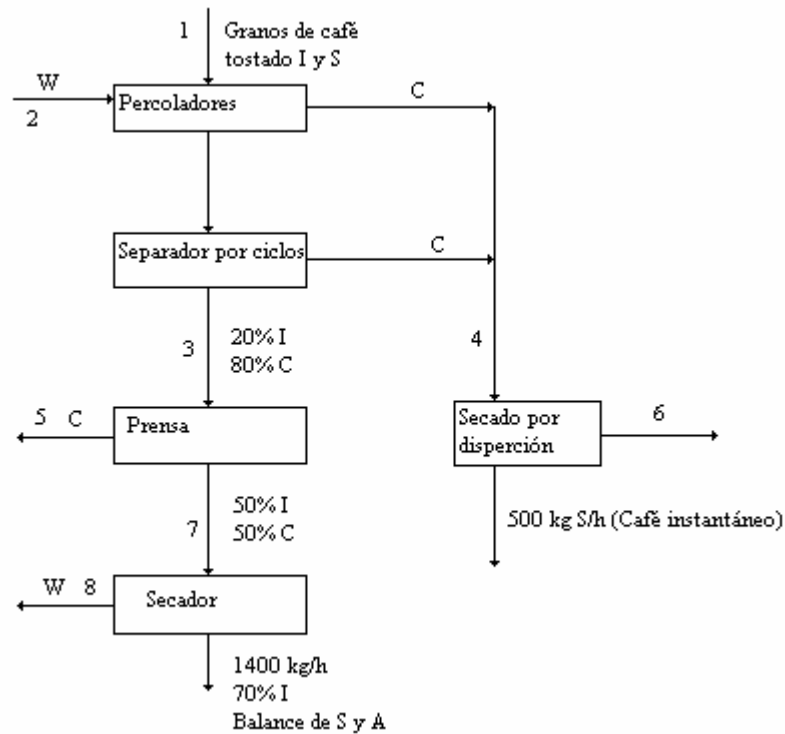 1
Granos de café
tostado I y S
W
2
Percoladores
C
Separador por ciclos
C
3
20% I
80% C
4
5 C
Prensa
Secado por
disperción
6
7
50% I
50% C
500 kg S/h (Café instantáneo)
W 8
Secador
1400 kg/h
70% I
Balance de S y A